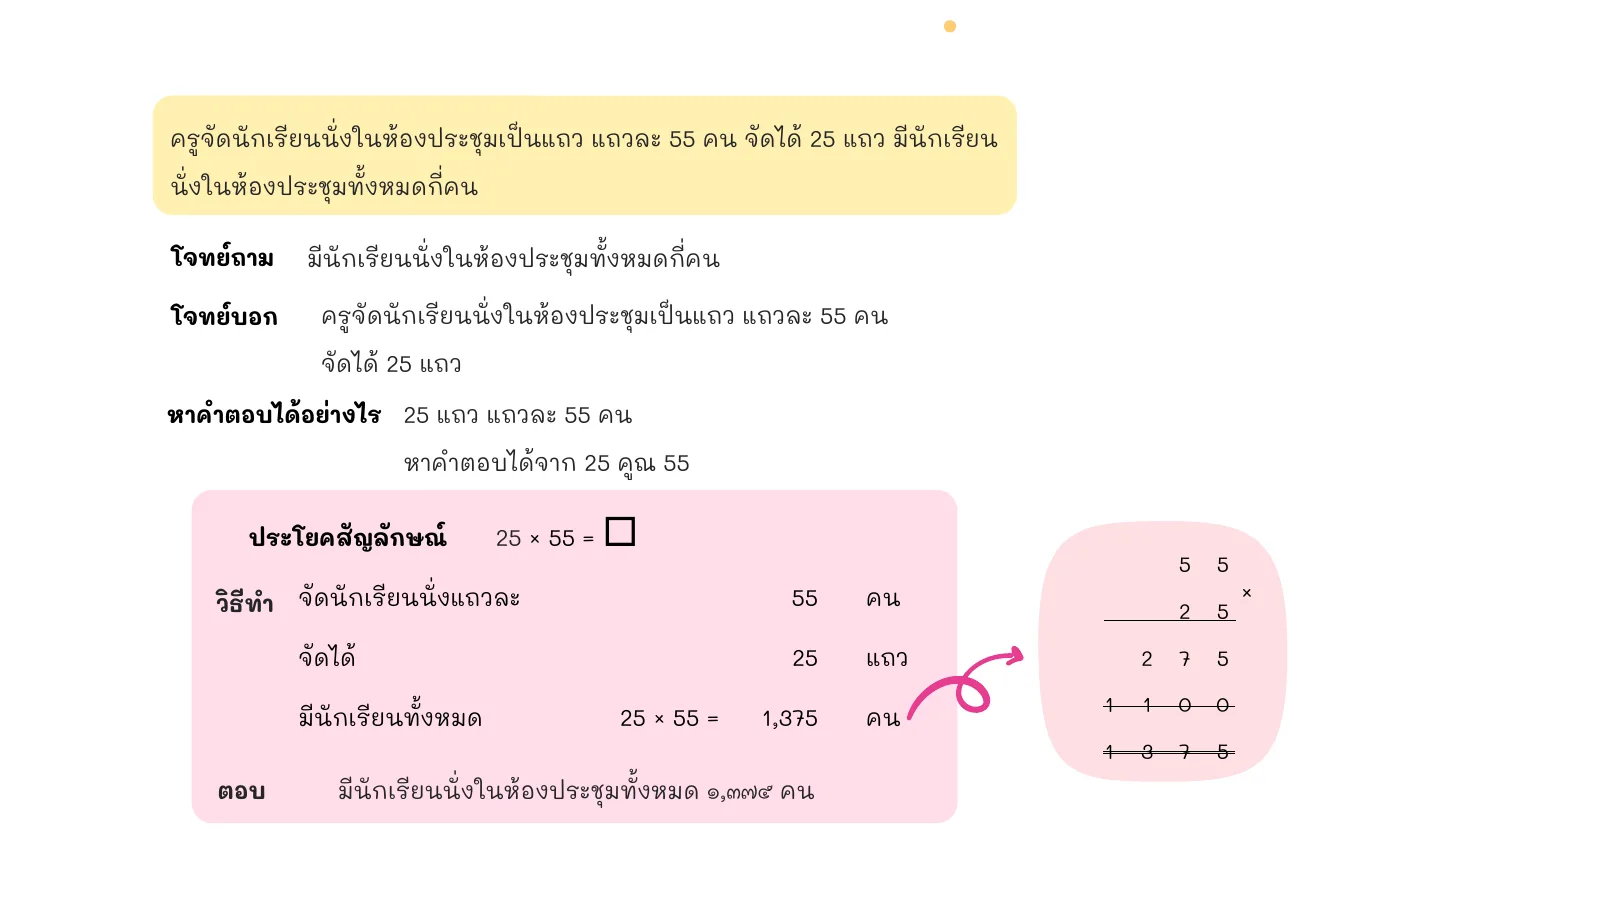 ครูจัดนักเรียนนั่งในห้องประชุมเป็นแถว แถวละ 55 คน จัดได้ 25 แถว มีนักเรียน
นั่งในห้องประชุมทั้งหมดกี่คน
โจทย์ถาม มีนักเรียนนั่งในห้องประชุมทั้งหมดกี่คน
โจทย์บอก ครูจัดนักเรียนนั่งในห้องประชุมเป็นแถว แถวละ 55 คน
จัดได้ 25 แถว
หาคำตอบได้อย่างไร 25 แถว แถวละ 55 คน
หาคำตอบได้จาก 25 คูณ 55
ประโยคสัญลักษณ์ 25 × 55 = □
วิธีทำ จัดนักเรียนนั่งแถวละ 55 คน
จัดได้ 25 แถว
มีนักเรียนทั้งหมด 25 × 55 = 1,375 คน
ตอบ มีนักเรียนนั่งในห้องประชุมทั้งหมด ๑,๓๗๕ คน
5 5
×
2 5
2 7 5
1 1 0 0
1 3 7 5